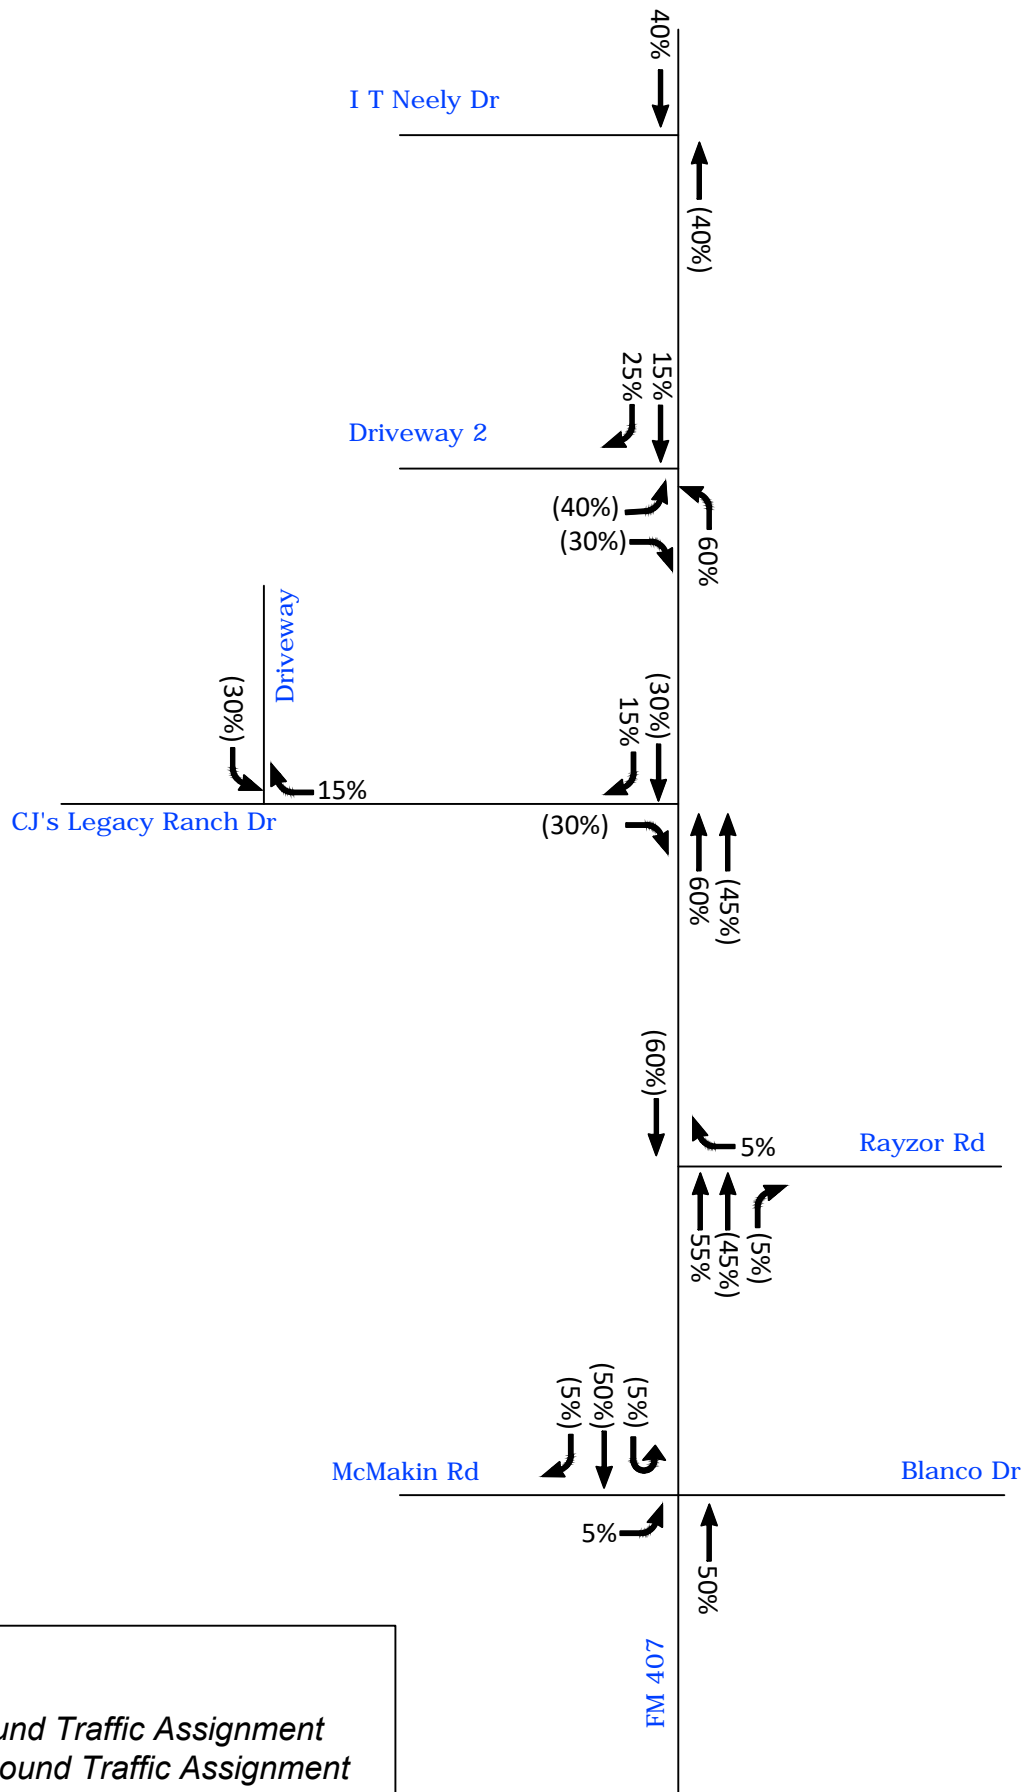 40%
I T Neely Dr
(40%)
15%
25%
Driveway 2
(40%)
(30%)
60%
Driveway
(30%)
15%
(30%)
15%
CJ's Legacy Ranch Dr
(30%)
60%
(45%)
(60%)
5%
Rayzor Rd
55%
(45%)
(5%)
(5%)
(50%)
(5%)
McMakin Rd
Blanco Dr
5%
50%
FM 407
Traffic Assignment
Traffic Assignment